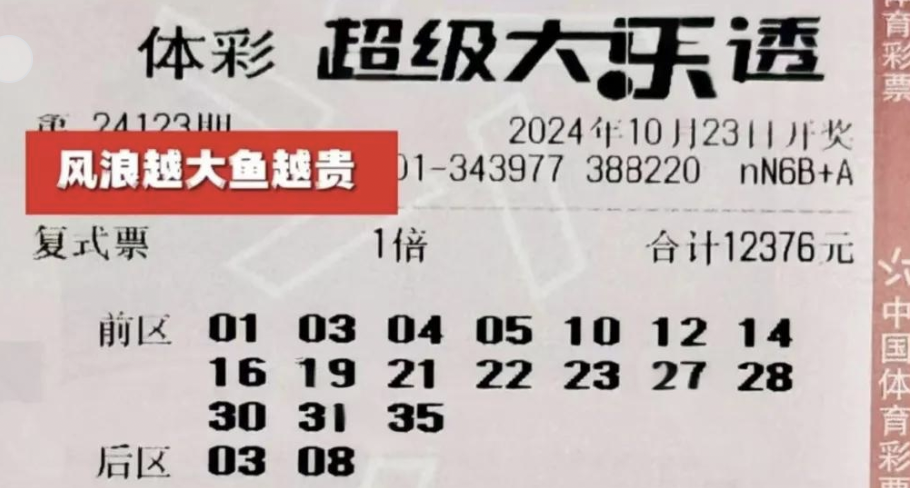 体彩 超级大乐透
第 24123期
2024年10月23日开奖
风浪越大鱼越贵
01-343977 388220 nN6B+A
复式票 1倍 合计12376元
前区 01 03 04 05 10 12 14
16 19 21 22 23 27 28
30 31 35
后区 03 08
育彩票
中国体育彩票